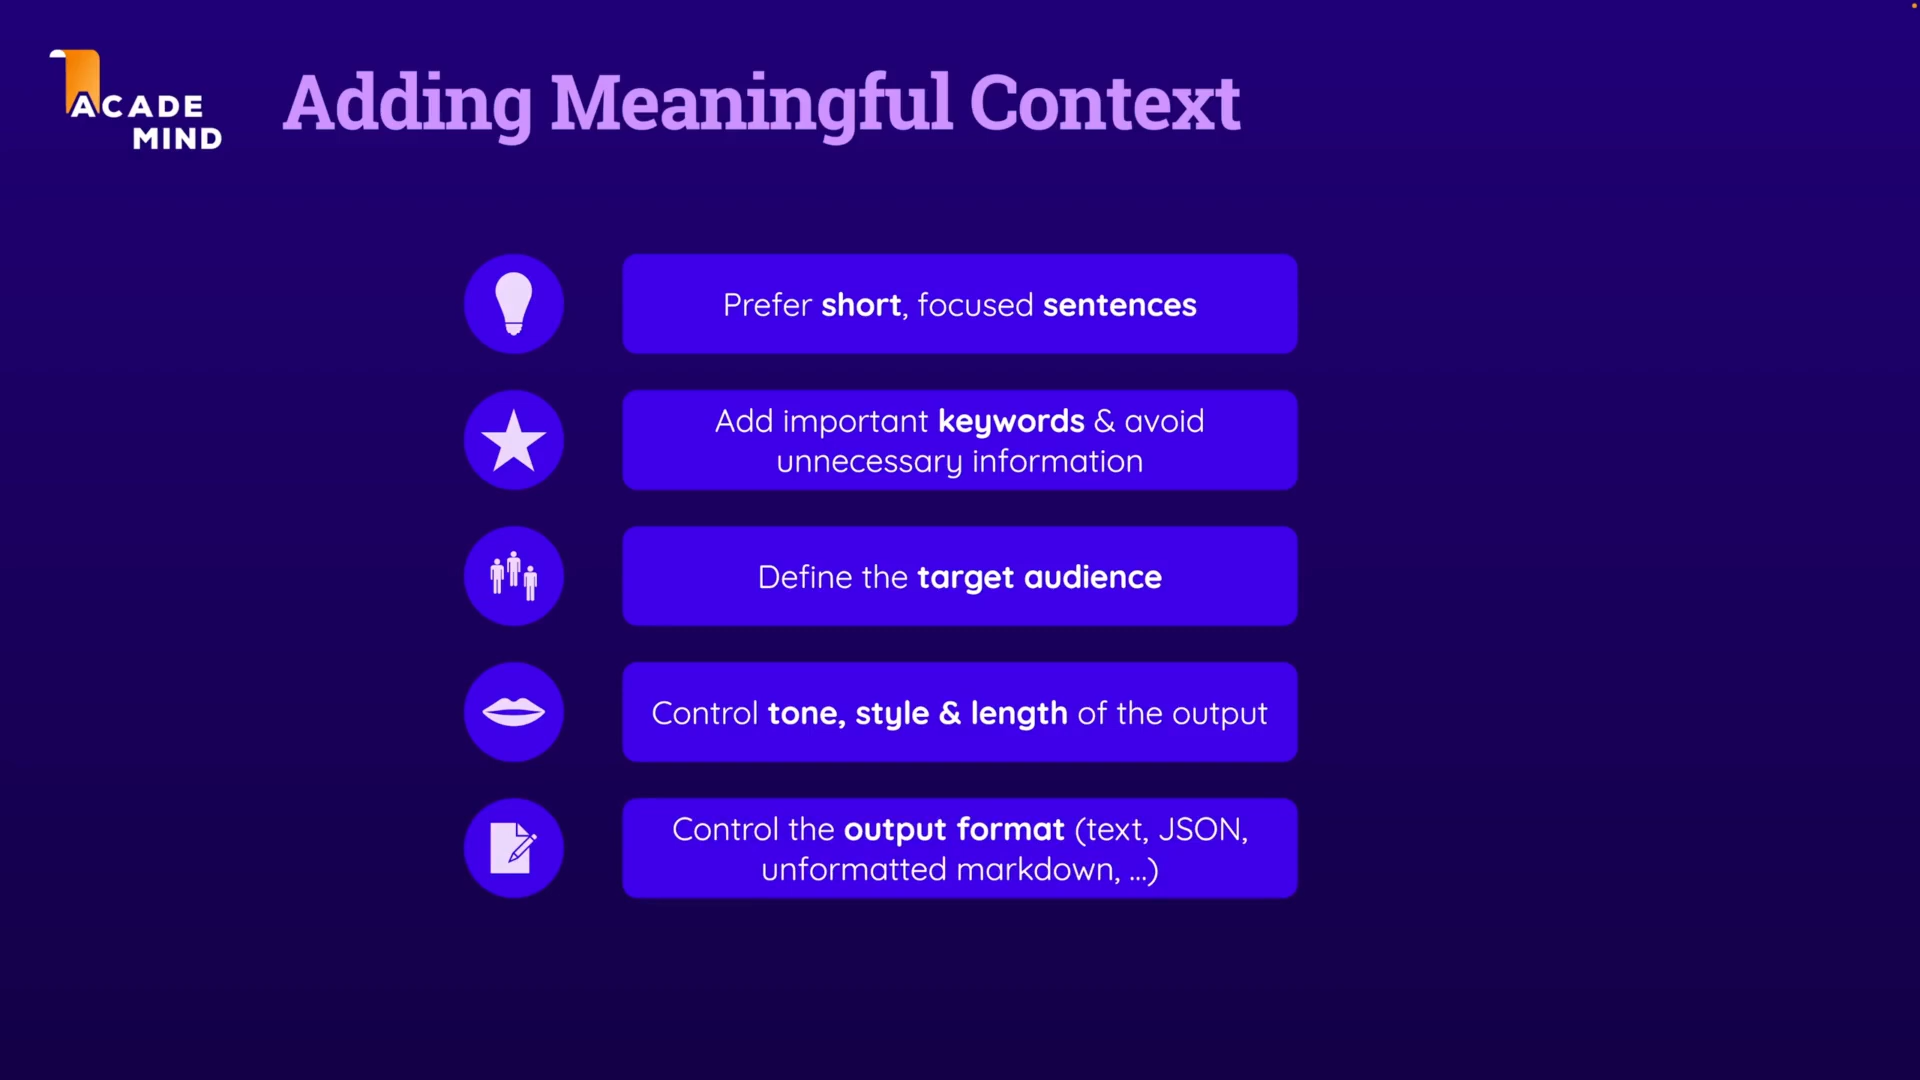 ACADE
MIND
Adding Meaningful Context
Prefer short, focused sentences
Add important keywords & avoid
unnecessary information
Define the target audience
Control tone, style & length of the output
Control the output format (text, JSON,
unformatted markdown, ...)